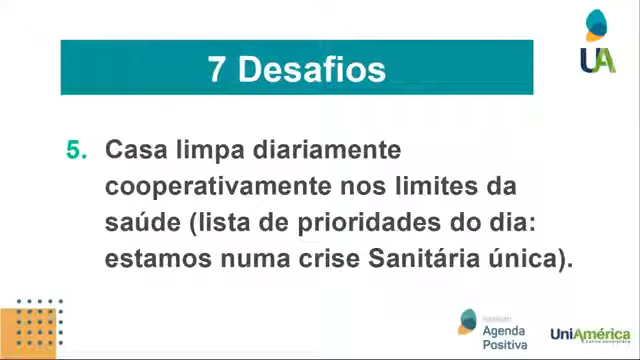 UA
7 Desafios
5. Casa limpa diariamente
cooperativamente nos limites da
saúde (lista de prioridades do dia:
estamos numa crise Sanitária única).
Instituto
Agenda
Positiva
UniAmérica